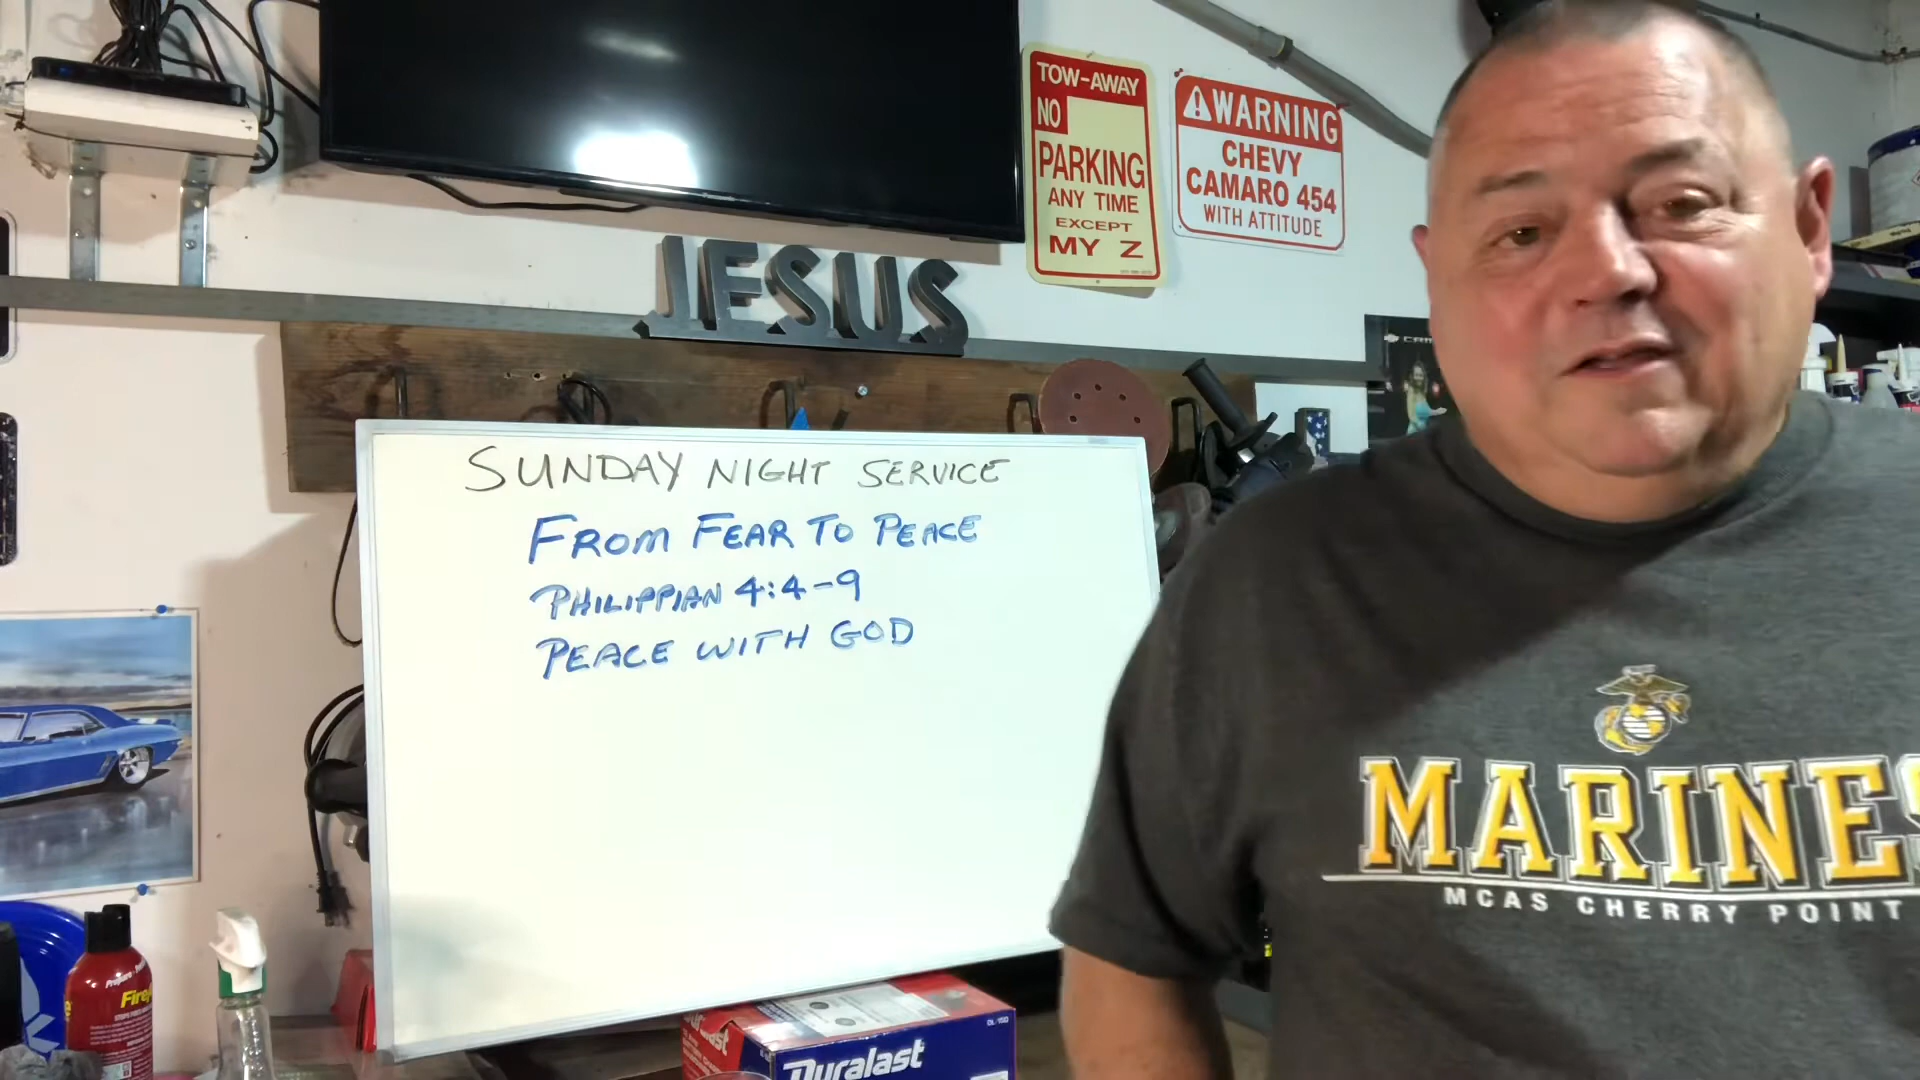 TOW-AWAY
NO
PARKING
ANY TIME
EXCEPT
MY Z
WARNING
CHEVY
CAMARO 454
WITH ATTITUDE
JESUS
SUNDAY NIGHT SERVICE
FROM FEAR TO PEACE
PHILIPPIAN 4:4-9
PEACE WITH GOD
MARINES
MCAS CHERRY POINT
Duralast